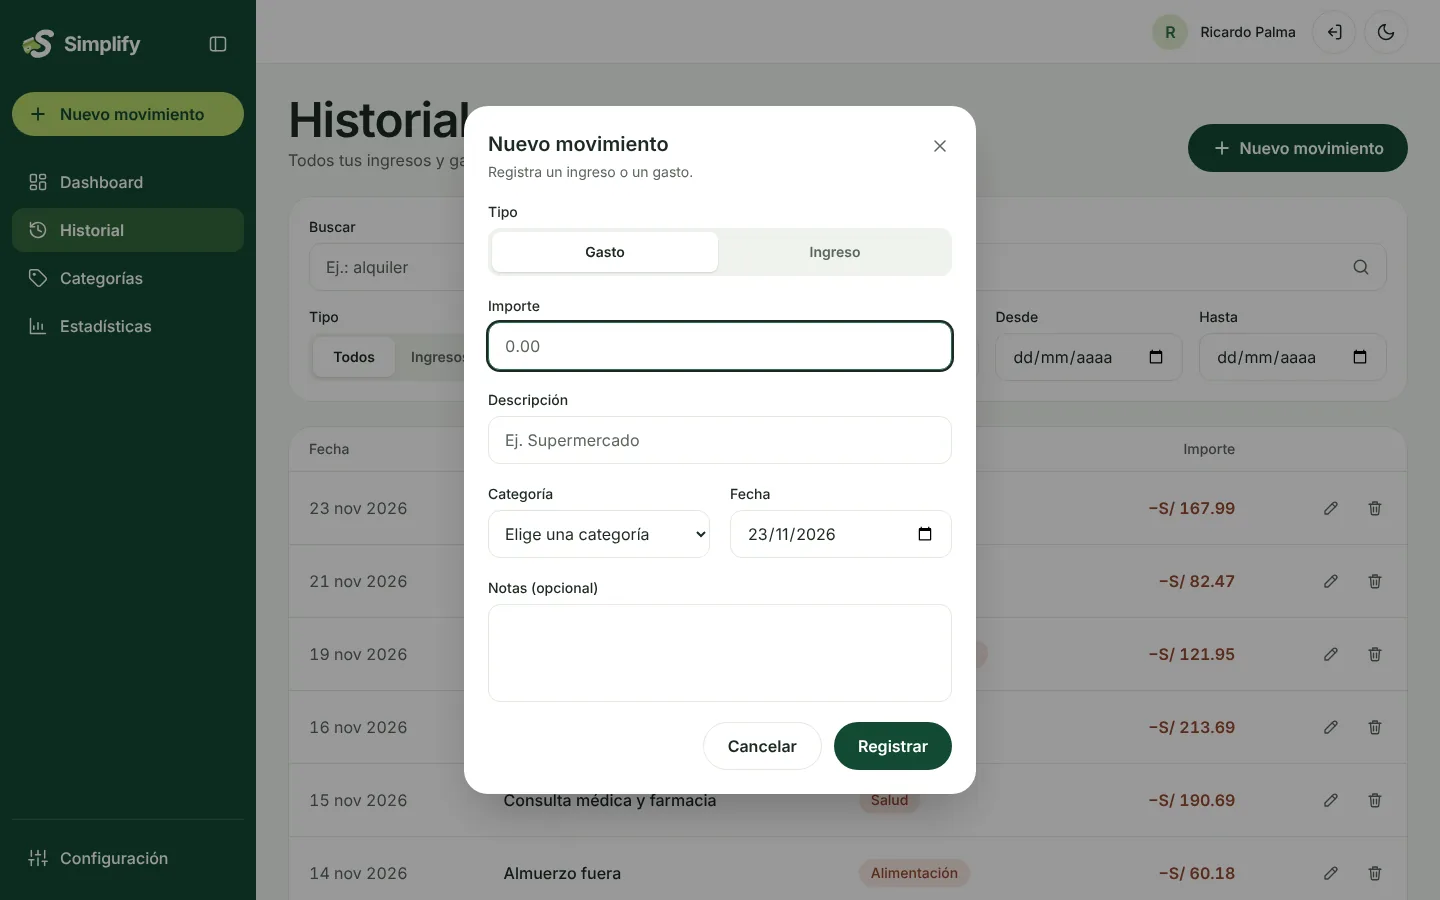 Simplify
Nuevo movimiento
Dashboard
Historial
Categorías
Estadísticas
Configuración
R
Ricardo Palma
Historial
Todos tus ingresos y
Nuevo movimiento
Buscar
Ej.: alquiler
Tipo
Todos
Ingresos
Desde
dd/mm/aaaa
Hasta
dd/mm/aaaa
Fecha
Importe
23 nov 2026
−S/ 167.99
21 nov 2026
−S/ 82.47
19 nov 2026
−S/ 121.95
16 nov 2026
−S/ 213.69
15 nov 2026
Consulta médica y farmacia
Salud
−S/ 190.69
14 nov 2026
Almuerzo fuera
Alimentación
−S/ 60.18
Nuevo movimiento
Registra un ingreso o un gasto.
Tipo
Gasto
Ingreso
Importe
0.00
Descripción
Ej. Supermercado
Categoría
Fecha
Elige una categoría
23/11/2026
Notas (opcional)
Cancelar
Registrar